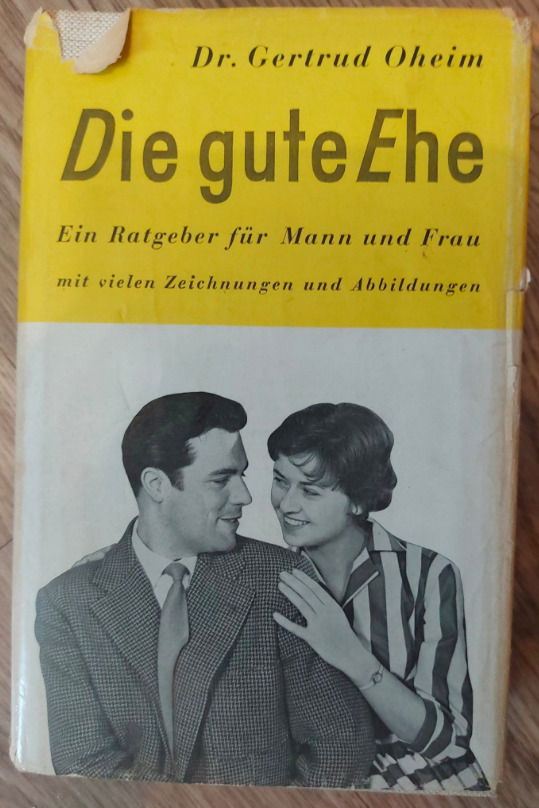 Dr. Gertrud Oheim
Die gute Ehe
Ein Ratgeber für Mann und Frau
mit vielen Zeichnungen und Abbildungen